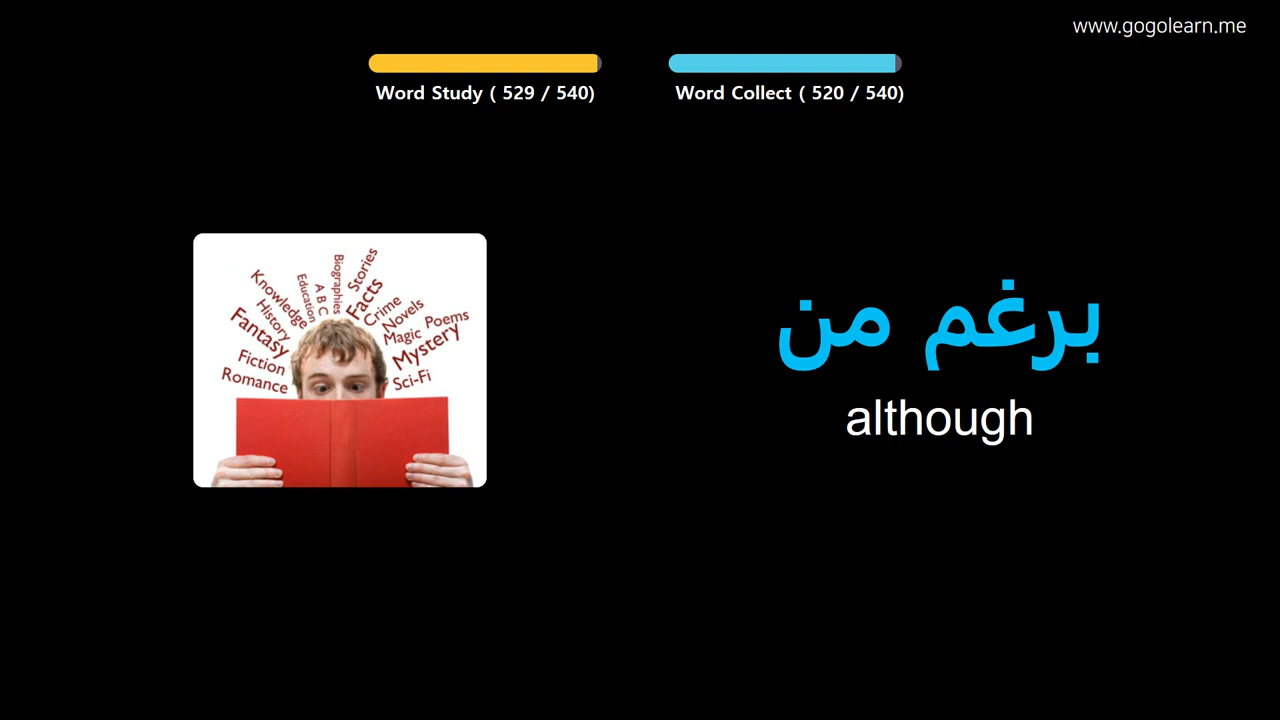 www.gogolearn.me
Word Study ( 529 / 540)
Word Collect ( 520 / 540)
Knowledge
History
Fantasy
Fiction
Romance
Education
A B C
Biographies
Stories
Facts
Crime
Novels
Magic
Poems
Mystery
Sci-Fi
برغم من
although